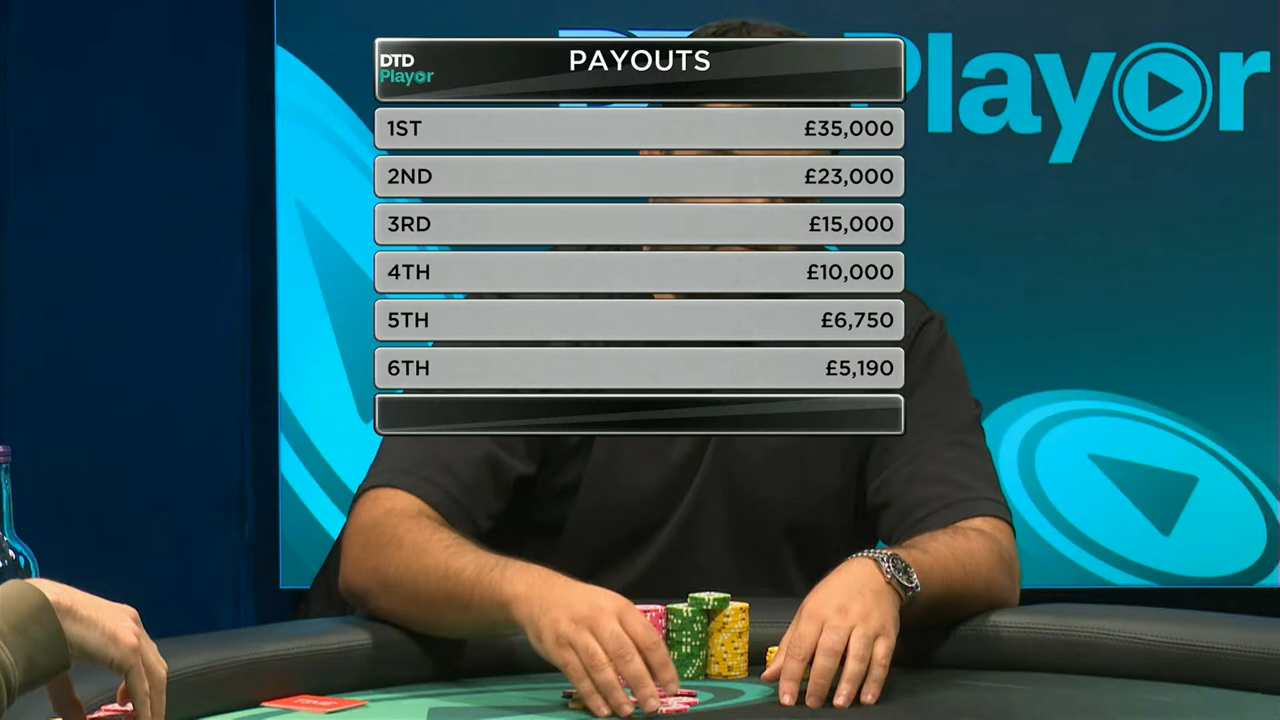 DTD
Playor
PAYOUTS
1ST £35,000
2ND £23,000
3RD £15,000
4TH £10,000
5TH £6,750
6TH £5,190
Playor
TIME